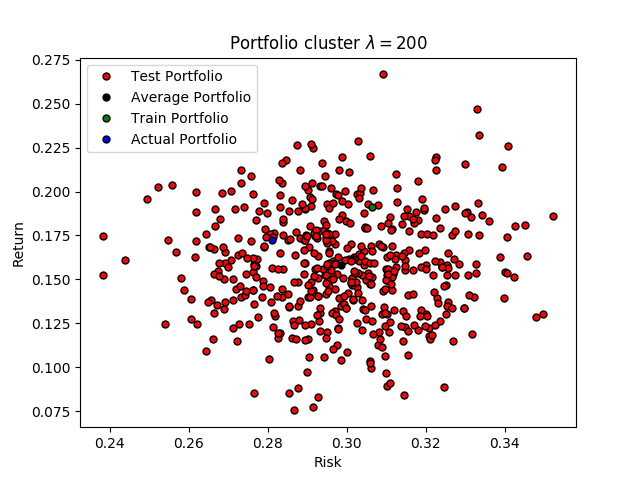 Portfolio cluster λ = 200
0.275
0.250
0.225
0.200
0.175
0.150
0.125
0.100
0.075
Return
Test Portfolio
Average Portfolio
Train Portfolio
Actual Portfolio
0.24 0.26 0.28 0.30 0.32 0.34
Risk